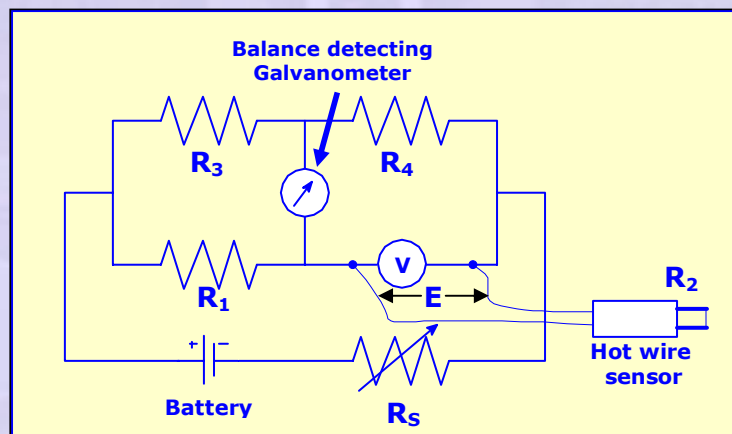 Balance detecting
Galvanometer
R3
R4
V
R1
E
R2
+ −
Hot wire
sensor
Battery
RS